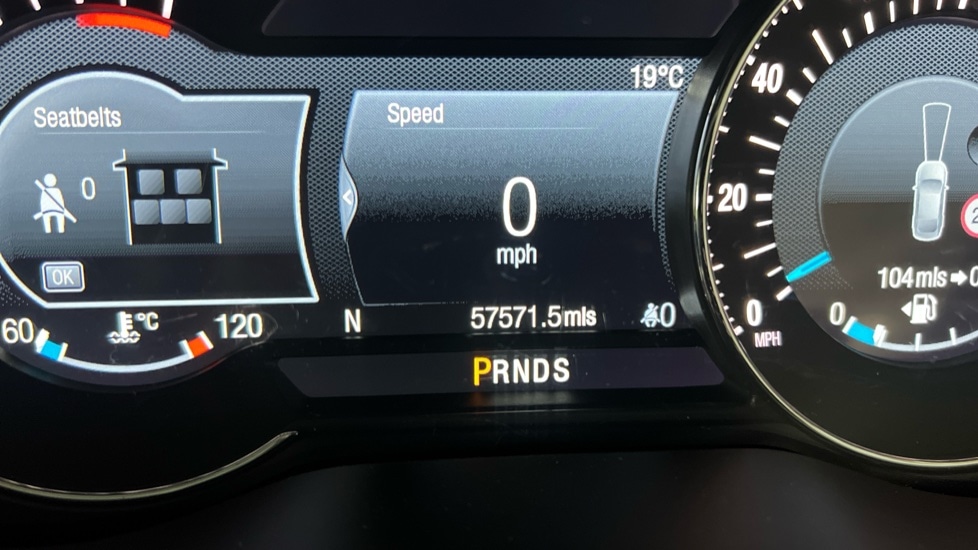 19°C
Seatbelts
Speed
40
0
0
20
mph
OK
104mls→0
60
°C
120
N
57571.5mls
0
0
0
MPH
PRNDS